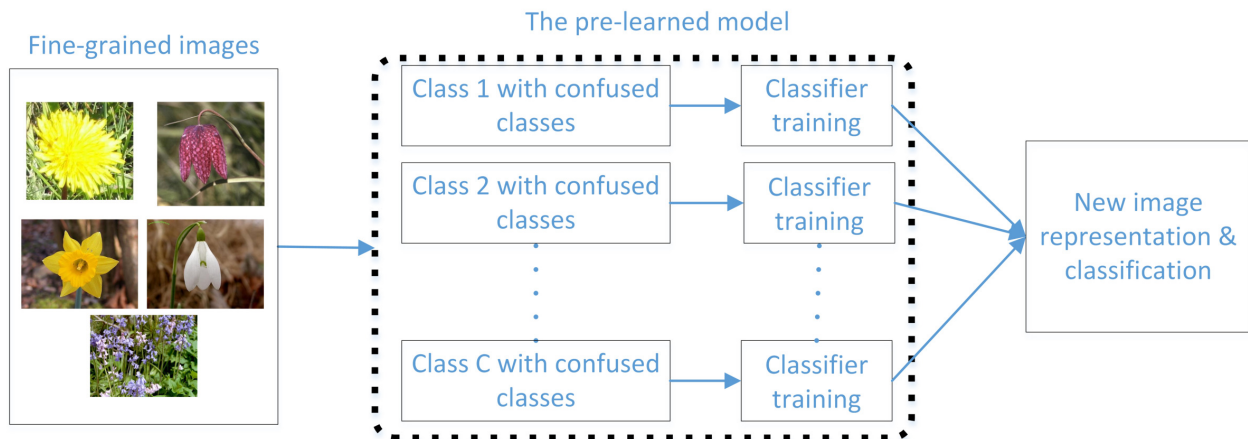 The pre-learned model
Fine-grained images
Class 1 with confused
classes
Classifier
training
Class 2 with confused
classes
Classifier
training
Class C with confused
classes
Classifier
training
New image
representation &
classification